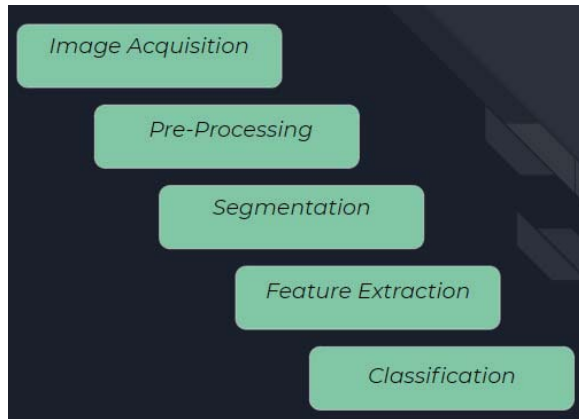 Image Acquisition
Pre-Processing
Segmentation
Feature Extraction
Classification